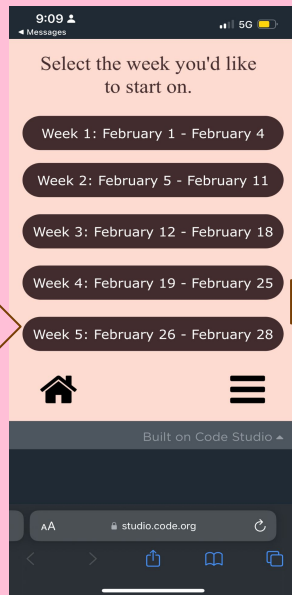 9:09
5G
◀ Messages
Select the week you'd like
to start on.
Week 1: February 1 - February 4
Week 2: February 5 - February 11
Week 3: February 12 - February 18
Week 4: February 19 - February 25
Week 5: February 26 - February 28
Built on Code Studio
AA
studio.code.org